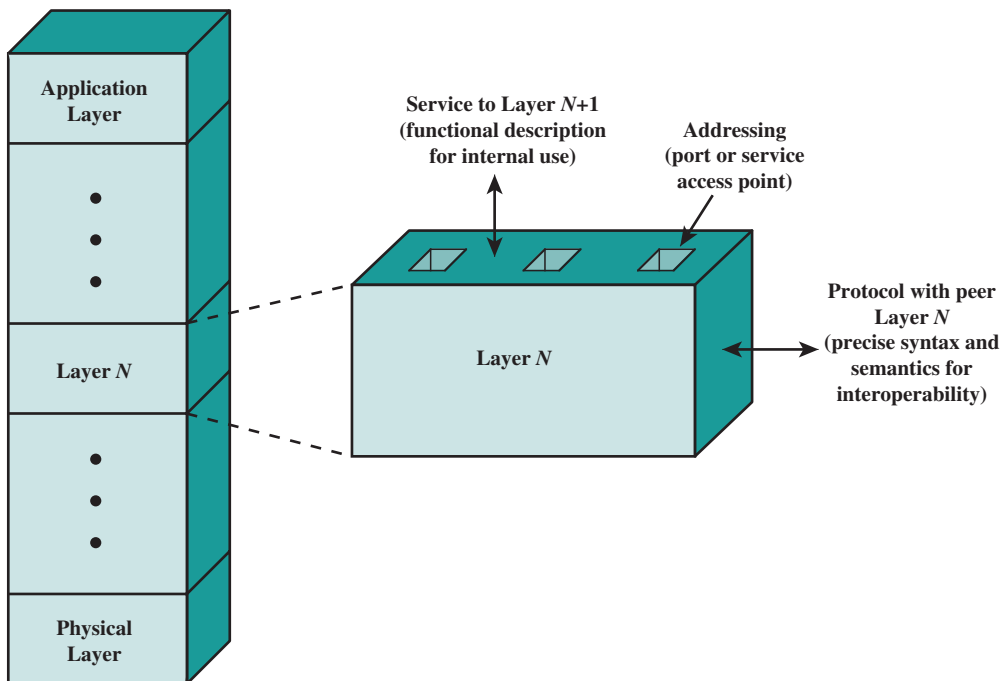 Application
Layer
Layer N
Physical
Layer
Service to Layer N+1
(functional description
for internal use)
Addressing
(port or service
access point)
Layer N
Protocol with peer
Layer N
(precise syntax and
semantics for
interoperability)